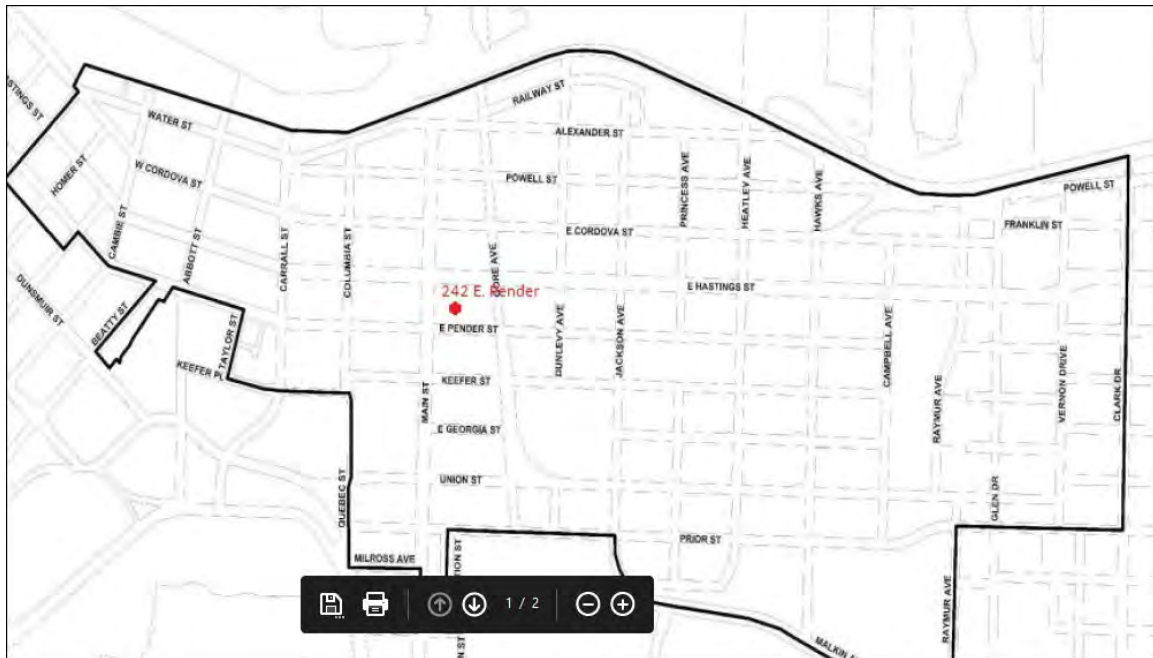 HASTINGS ST
WATER ST
RAILWAY ST
ALEXANDER ST
HOMER ST
W CORDOVA ST
POWELL ST
PRINCESS AVE
HEATLEY AVE
HAWKS AVE
POWELL ST
FRANKLIN ST
CAMBIE ST
ABBOTT ST
CARRALL ST
COLUMBIA ST
E CORDOVA ST
DUNSMUIR ST
BEATTY ST
242 E. Pender
E HASTINGS ST
E PENDER ST
DUNLEVY AVE
JACKSON AVE
CAMPBELL AVE
TAYLOR ST
KEEFER PL
KEEFER ST
MAIN ST
E GEORGIA ST
RAYMUR AVE
VERNON DRIVE
CLARK DR
QUEBEC ST
UNION ST
GLEN DR
PRIOR ST
MILROSS AVE
RAYMUR AVE
1 / 2
MALKIN